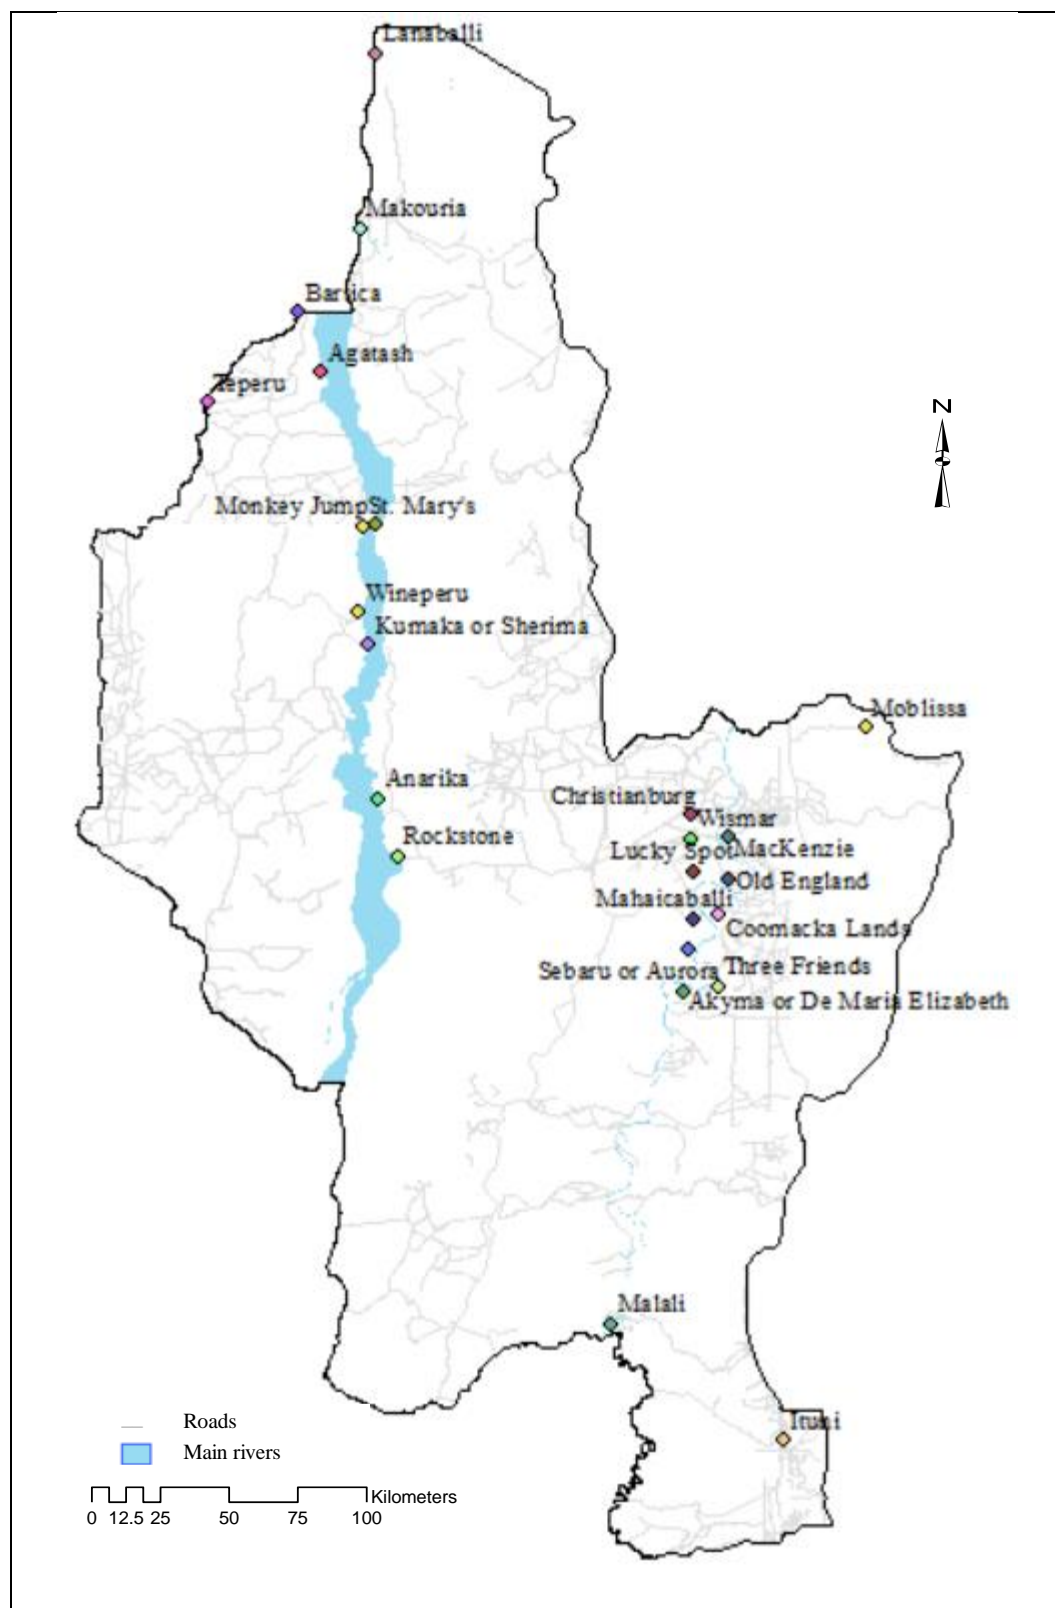 Lanaballi
Makouria
Bartica
Agatash
Teperu
Z
Monkey Jump
St. Mary's
Wineperu
Kumaka or Sherima
Moblissa
Anarika
Christianburg
Wismar
Rockstone
Lucky Spot
MacKenzie
Old England
Mahaicaballi
Coomacka Lands
Sebaru or Aurora
Three Friends
Akyma or De Maria Elizabeth
Malali
Ituni
Roads
Main rivers
Kilometers
0 12.5 25 50 75 100